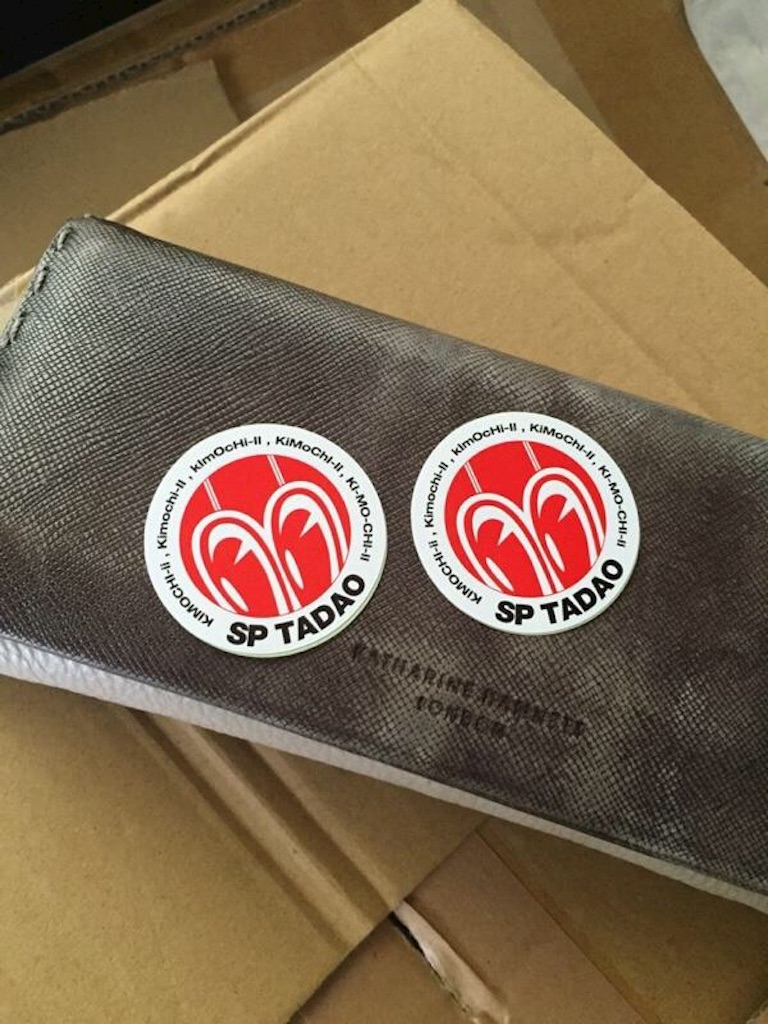 KiMOCHi-Ii , Kimochi-Ii , kImOcHi-II , KiMoChI-Ii , KI-MO-CHI-II
SP TADAO
KiMOCHi-Ii , Kimochi-Ii , kImOcHi-II , KiMoChI-Ii , KI-MO-CHI-II
SP TADAO
KATHARINE HAMNETT
LONDON